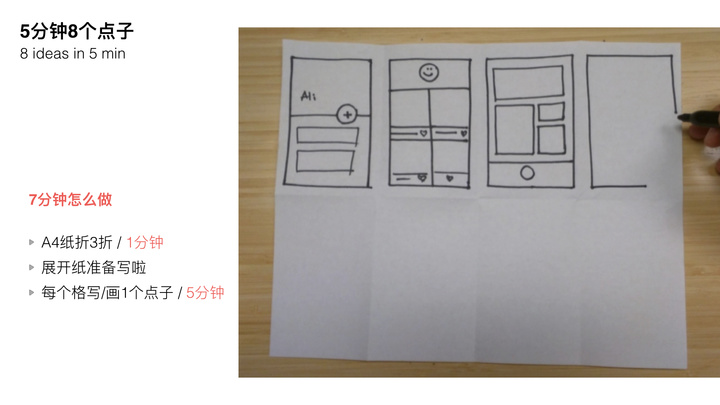 5分钟8个点子
8 ideas in 5 min
7分钟怎么做
A4纸折3折 / 1分钟
展开纸准备写啦
每个格写/画1个点子 / 5分钟